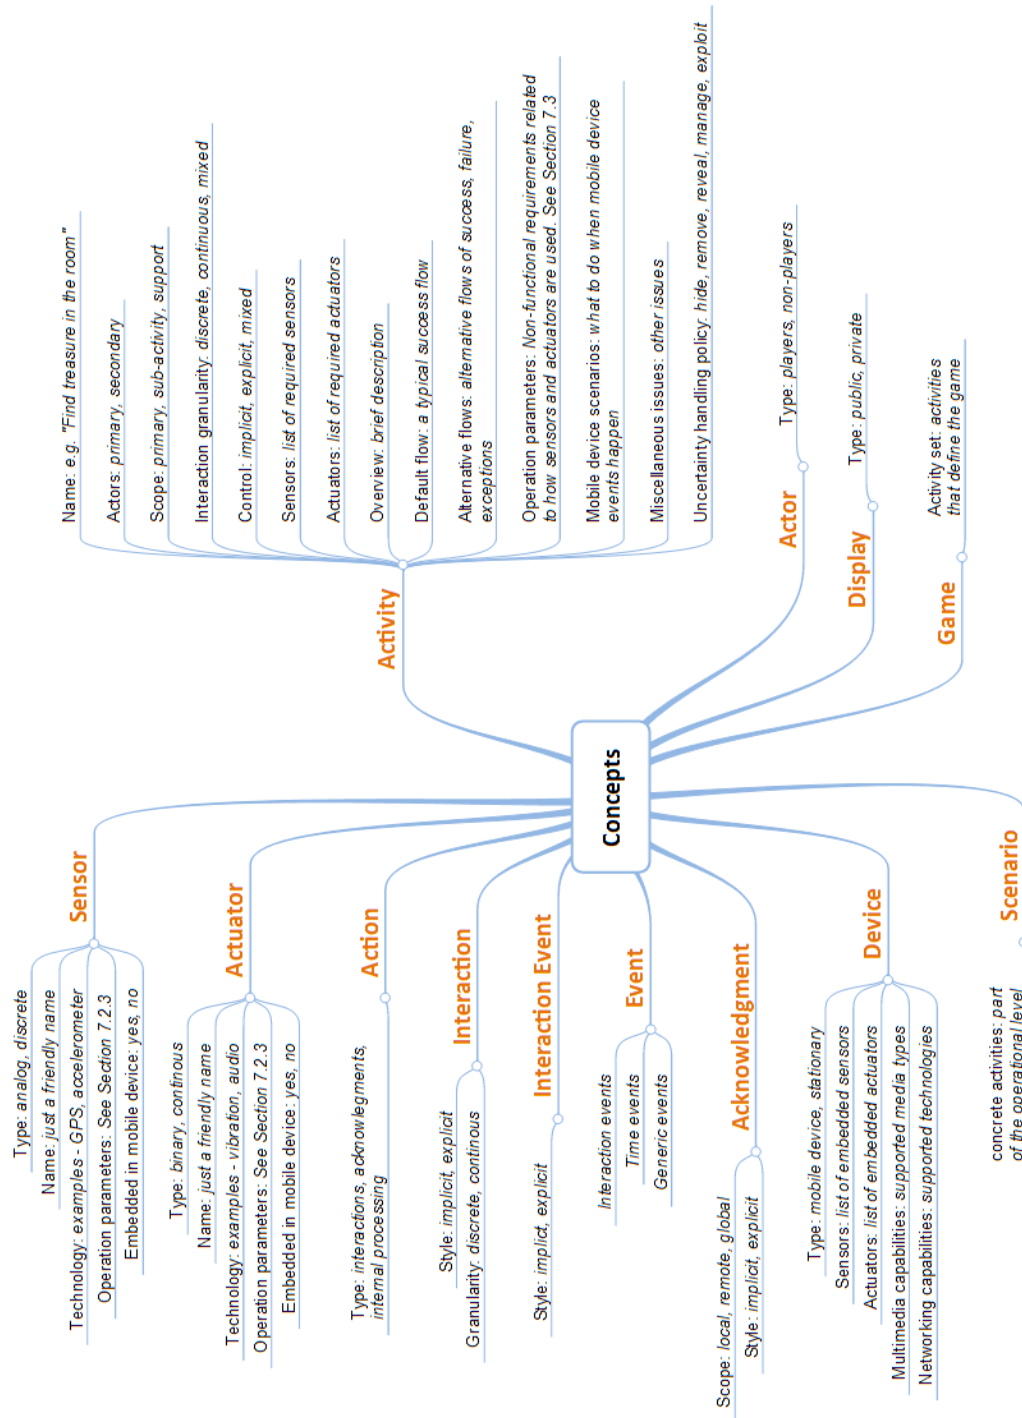 Concepts
Sensor
Type: analog, discrete
Name: just a friendly name
Technology: examples - GPS, accelerometer
Operation parameters: See Section 7.2.3
Embedded in mobile device: yes, no
Actuator
Type: binary, continous
Name: just a friendly name
Technology: examples - vibration, audio
Operation parameters: See Section 7.2.3
Embedded in mobile device: yes, no
Action
Type: interactions, acknowlegments,
internal processing
Interaction
Style: implicit, explicit
Granularity: discrete, continous
Interaction Event
Style: implict, explicit
Event
Interaction events
Time events
Generic events
Acknowledgment
Scope: local, remote, global
Style: implicit, explicit
Device
Type: mobile device, stationary
Sensors: list of embedded sensors
Actuators: list of embedded actuators
Multimedia capabilities: supported media types
Networking capabilities: supported technologies
Scenario
concrete activities: part
of the operational level
Activity
Name: e.g. "Find treasure in the room"
Actors: primary, secondary
Scope: primary, sub-activity, support
Interaction granularity: discrete, continuous, mixed
Control: implicit, explicit, mixed
Sensors: list of required sensors
Actuators: list of required actuators
Overview: brief description
Default flow: a typical success flow
Alternative flows: alternative flows of success, failure,
exceptions
Operation parameters: Non-functional requirements related
to how sensors and actuators are used. See Section 7.3
Mobile device scenarios: what to do when mobile device
events happen
Miscellaneous issues: other issues
Uncertainty handling policy: hide, remove, reveal, manage, exploit
Actor
Type: players, non-players
Display
Type: public, private
Game
Activity set: activities
that define the game